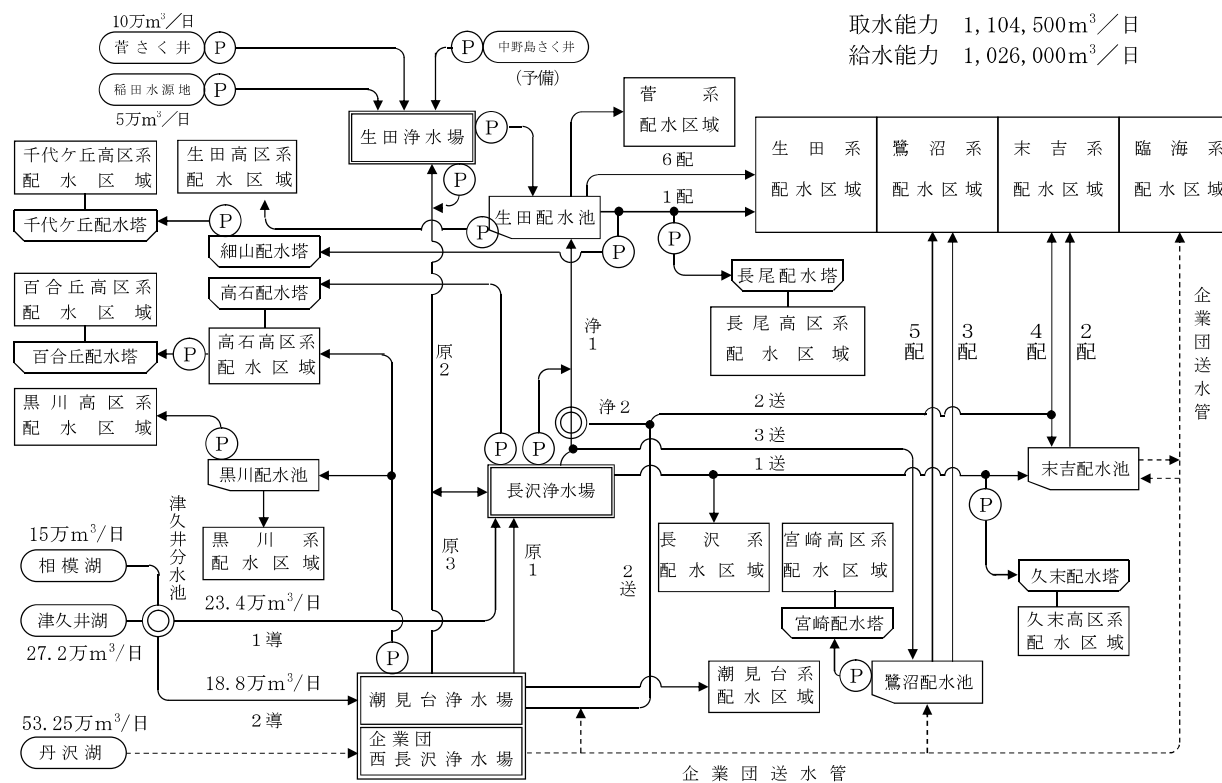 10万m³/日
菅さく井
P
P
中野島さく井
(予備)
稲田水源地
P
5万m³/日
取水能力 1,104,500m³/日
給水能力 1,026,000m³/日
生田浄水場
P
P
菅系
配水区域
生田系
配水区域
鷺沼系
配水区域
末吉系
配水区域
臨海系
配水区域
千代ケ丘高区系
配水区域
生田高区系
配水区域
6配
1配
千代ケ丘配水塔
P
P
生田配水池
細山配水塔
P
P
長尾配水塔
長尾高区系
配水区域
百合丘高区系
配水区域
高石配水塔
百合丘配水塔
P
高石高区系
配水区域
原2
浄1
5配
3配
4配
2配
企業団送水管
黒川高区系
配水区域
P
黒川配水池
黒川系
配水区域
P
P
浄2
2送
3送
1送
長沢浄水場
末吉配水池
P
津久井分水池
15万m³/日
相模湖
津久井湖
27.2万m³/日
23.4万m³/日
1導
原3
原1
2送
長沢系
配水区域
宮崎高区系
配水区域
宮崎配水塔
久末配水塔
久末高区系
配水区域
P
18.8万m³/日
2導
潮見台浄水場
潮見台系
配水区域
P
鷺沼配水池
53.25万m³/日
丹沢湖
企業団
西長沢浄水場
企業団送水管